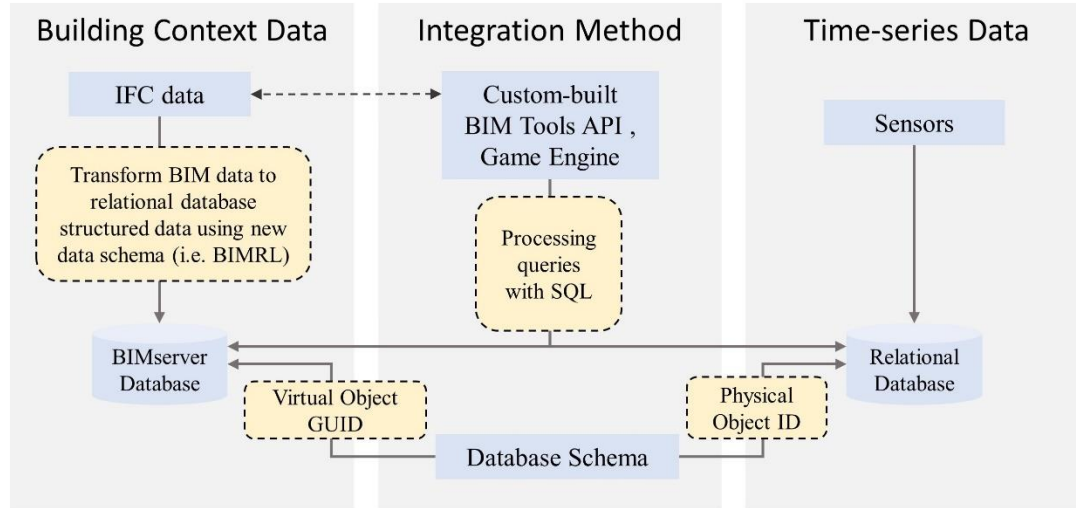 Building Context Data
IFC data
Transform BIM data to
relational database
structured data using new
data schema (i.e. BIMRL)
BIMserver
Database
Virtual Object
GUID
Integration Method
Custom-built
BIM Tools API ,
Game Engine
Processing
queries
with SQL
Database Schema
Time-series Data
Sensors
Relational
Database
Physical
Object ID